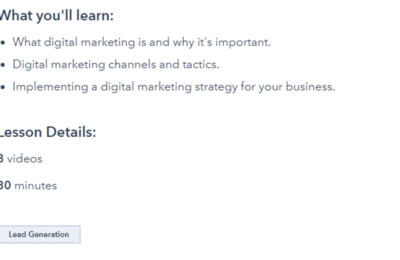 What you'll learn:
• What digital marketing is and why it's important.
• Digital marketing channels and tactics.
• Implementing a digital marketing strategy for your business.
Lesson Details:
3 videos
30 minutes
Lead Generation